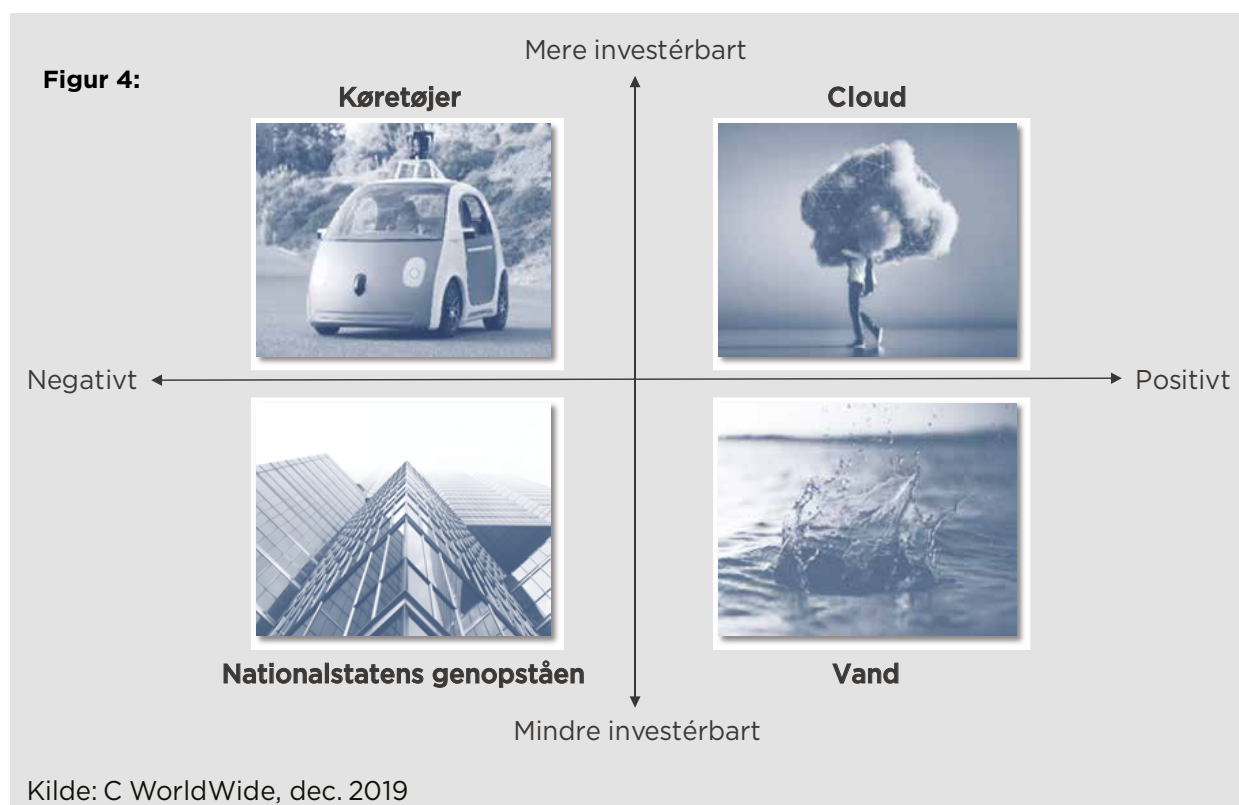 Mere investérbart
Figur 4:
Køretøjer
Cloud
Negativt
Positivt
Nationalstatens genopståen
Vand
Mindre investérbart
Kilde: C WorldWide, dec. 2019